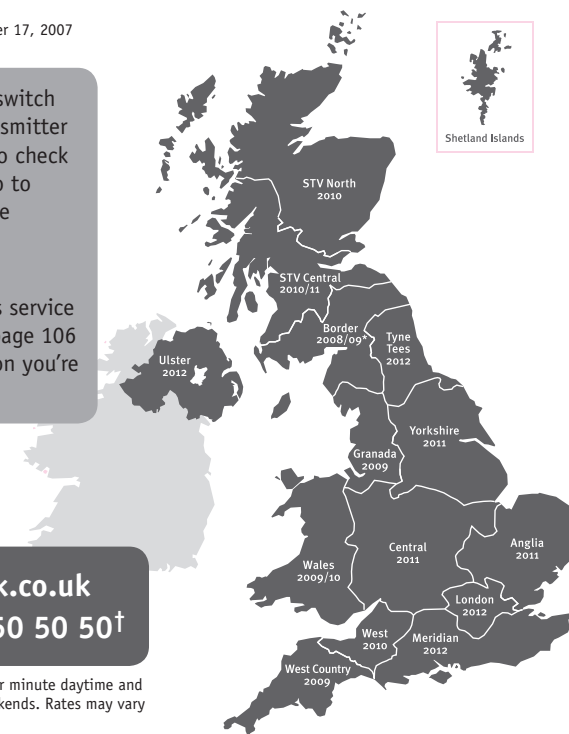 er 17, 2007
switch
smitter
o check
o to
e
s service
page 106
on you're
k.co.uk
50 50 50†
r minute daytime and
kends. Rates may vary
Shetland Islands
STV North
2010
STV Central
2010/11
Border
2008/09*
Tyne
Tees
2012
Ulster
2012
Yorkshire
2011
Granada
2009
Anglia
2011
Central
2011
Wales
2009/10
London
2012
West
2010
Meridian
2012
West Country
2009